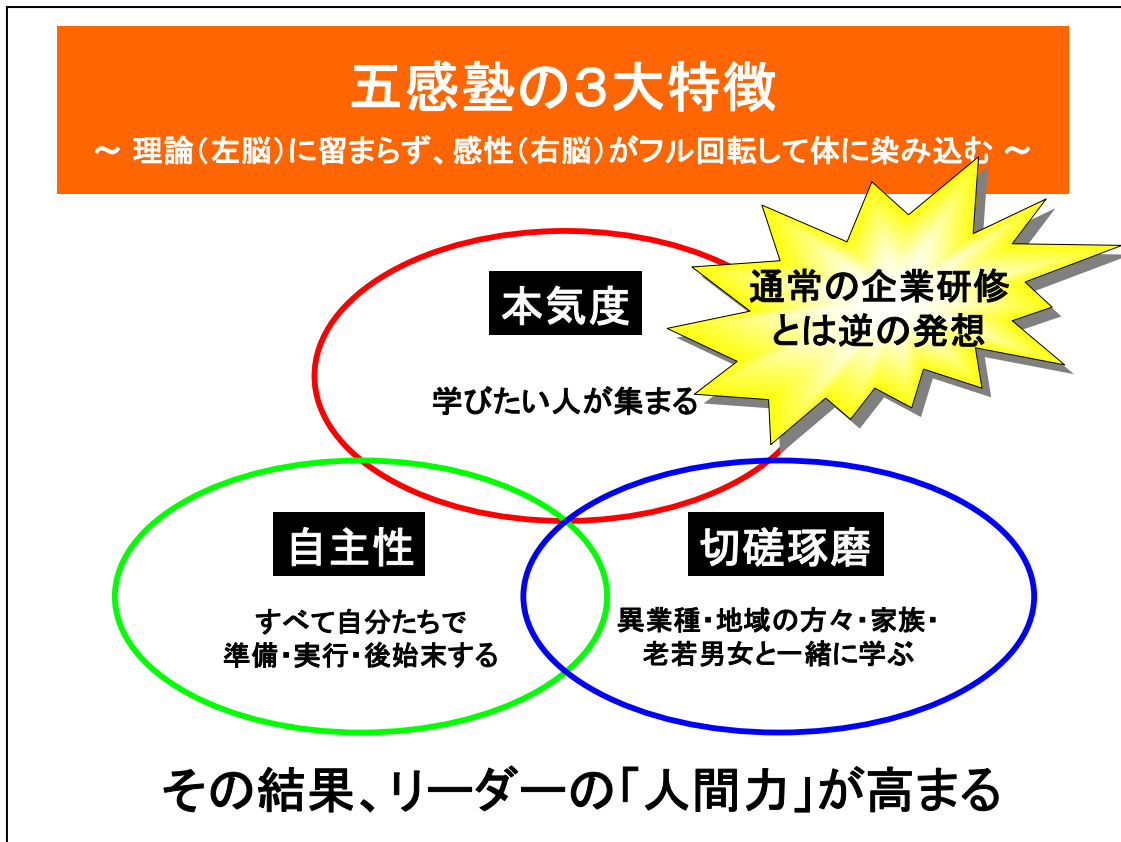 五感塾の３大特徴
～ 理論（左脳）に留まらず、感性（右脳）がフル回転して体に染み込む ～
通常の企業研修
とは逆の発想
本気度
学びたい人が集まる
自主性
すべて自分たちで
準備・実行・後始末する
切磋琢磨
異業種・地域の方々・家族・
老若男女と一緒に学ぶ
その結果、リーダーの「人間力」が高まる